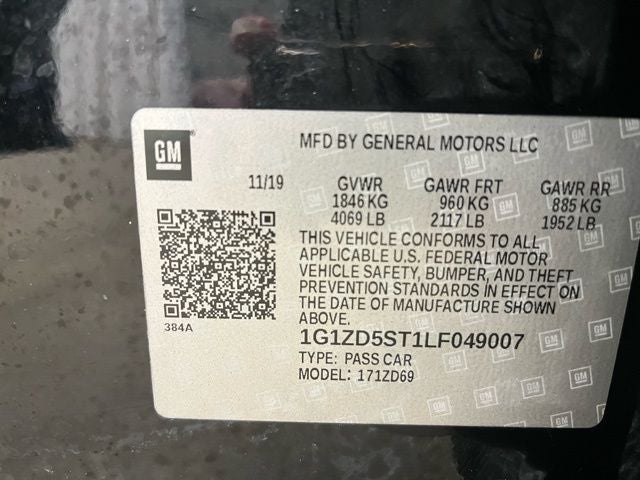 GM
MFD BY GENERAL MOTORS LLC
11/19 GVWR GAWR FRT GAWR RR
1846 KG 960 KG 885 KG
4069 LB 2117 LB 1952 LB
THIS VEHICLE CONFORMS TO ALL
APPLICABLE U.S. FEDERAL MOTOR
VEHICLE SAFETY, BUMPER, AND THEFT
PREVENTION STANDARDS IN EFFECT ON
THE DATE OF MANUFACTURE SHOWN
ABOVE.
384A
1G1ZD5ST1LF049007
TYPE: PASS CAR
MODEL: 171ZD69